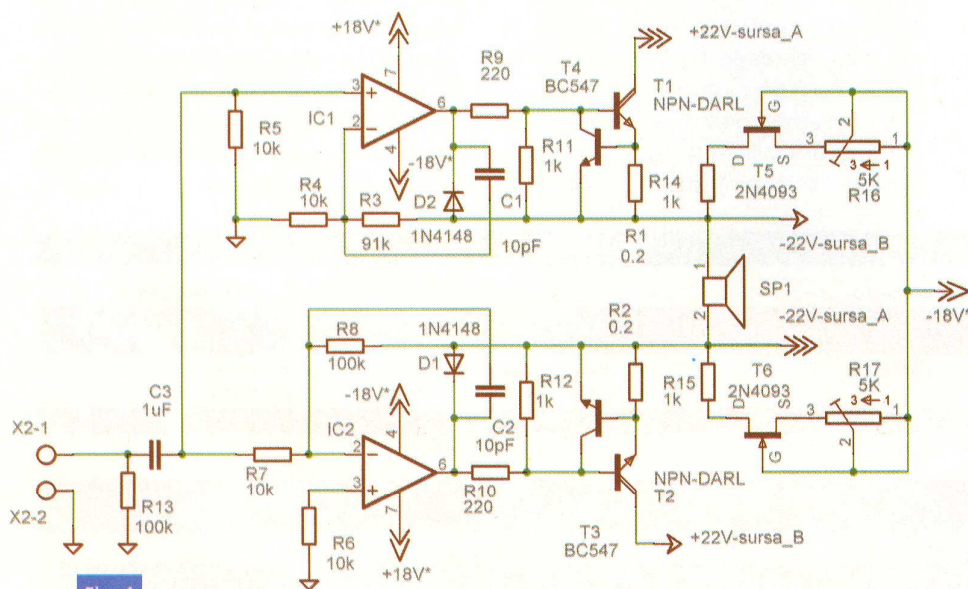 +18V*
+22V-sursa_A
R9
220
T4
BC547
T1
NPN-DARL
7
3
+
6
IC1
2
-
4
-18V*
R5
10k
R11
1k
G
2
D
S
3
1
3 1
T5
2N4093
5K
R16
R4
10k
R3
91k
D2
1N4148
C1
10pF
R14
1k
R1
0.2
-22V-sursa_B
1
SP1
2
-18V*
R2
0.2
-22V-sursa_A
R8
100k
1N4148
D1
R12
1k
R15
1k
T6
2N4093
R17
5K
3 1
D
S
3
1
G
2
C3
1uF
-18V*
4
C2
10pF
IC2
2
-
6
3
+
7
X2-1
R7
10k
R10
220
NPN-DARL
T2
X2-2
R13
100k
R6
10k
+18V*
T3
BC547
+22V-sursa_B